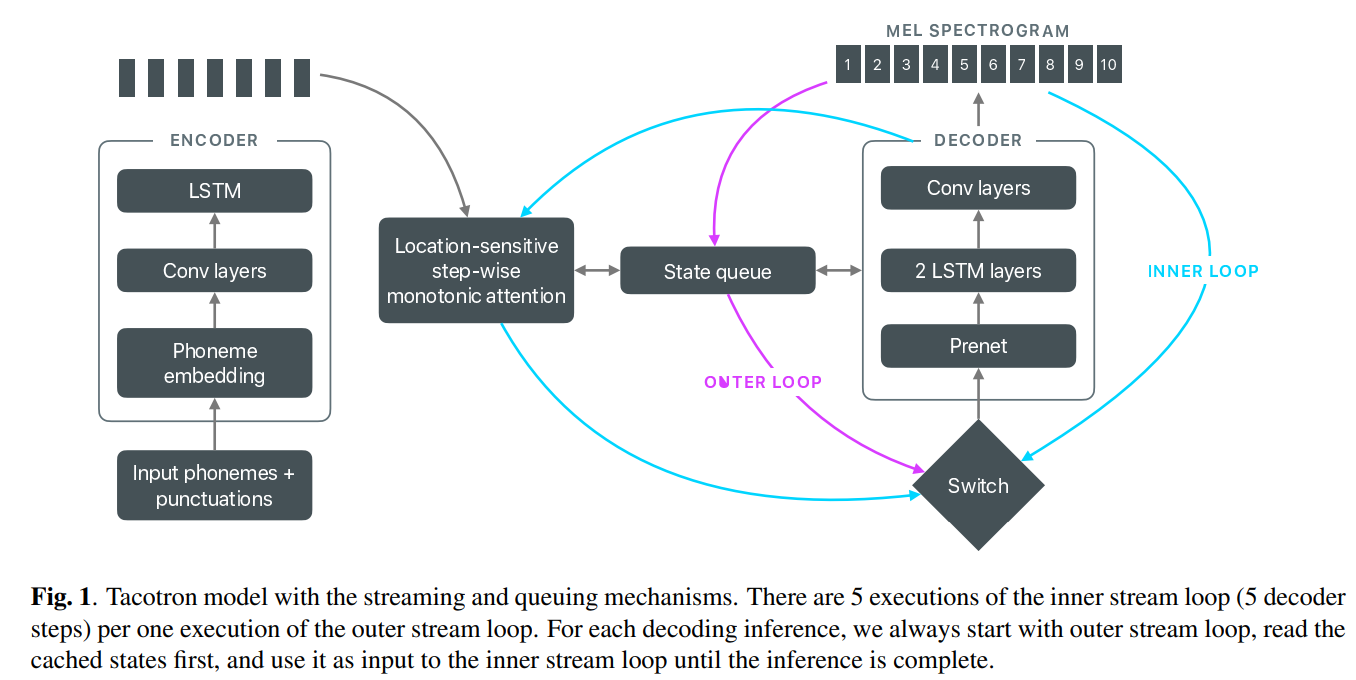 MEL SPECTROGRAM
1 2 3 4 5 6 7 8 9 10
ENCODER
LSTM
Conv layers
Phoneme
embedding
Input phonemes +
punctuations
Location-sensitive
step-wise
monotonic attention
State queue
OUTER LOOP
DECODER
Conv layers
2 LSTM layers
Prenet
Switch
INNER LOOP
Fig. 1. Tacotron model with the streaming and queuing mechanisms. There are 5 executions of the inner stream loop (5 decoder
steps) per one execution of the outer stream loop. For each decoding inference, we always start with outer stream loop, read the
cached states first, and use it as input to the inner stream loop until the inference is complete.